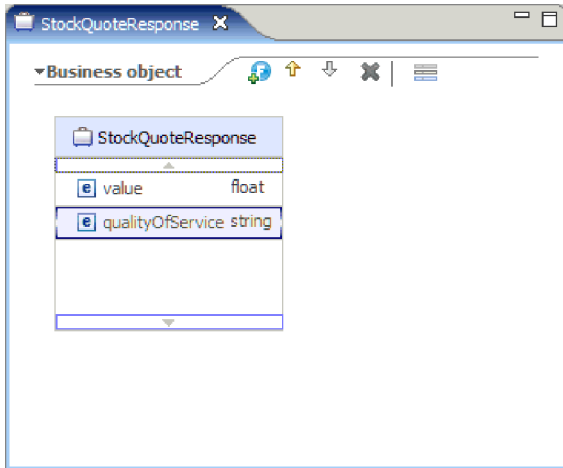 StockQuoteResponse
Business object
StockQuoteResponse
e value float
e qualityOfService string